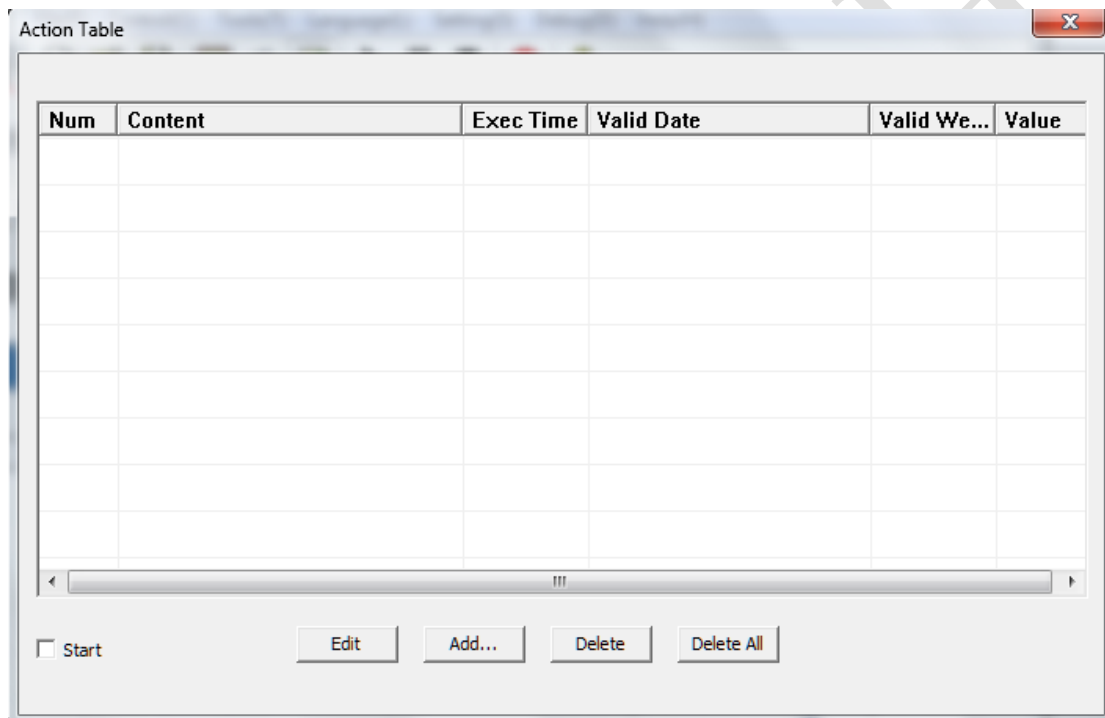 Action Table
Num Content Exec Time Valid Date Valid We... Value
Start Edit Add... Delete Delete All